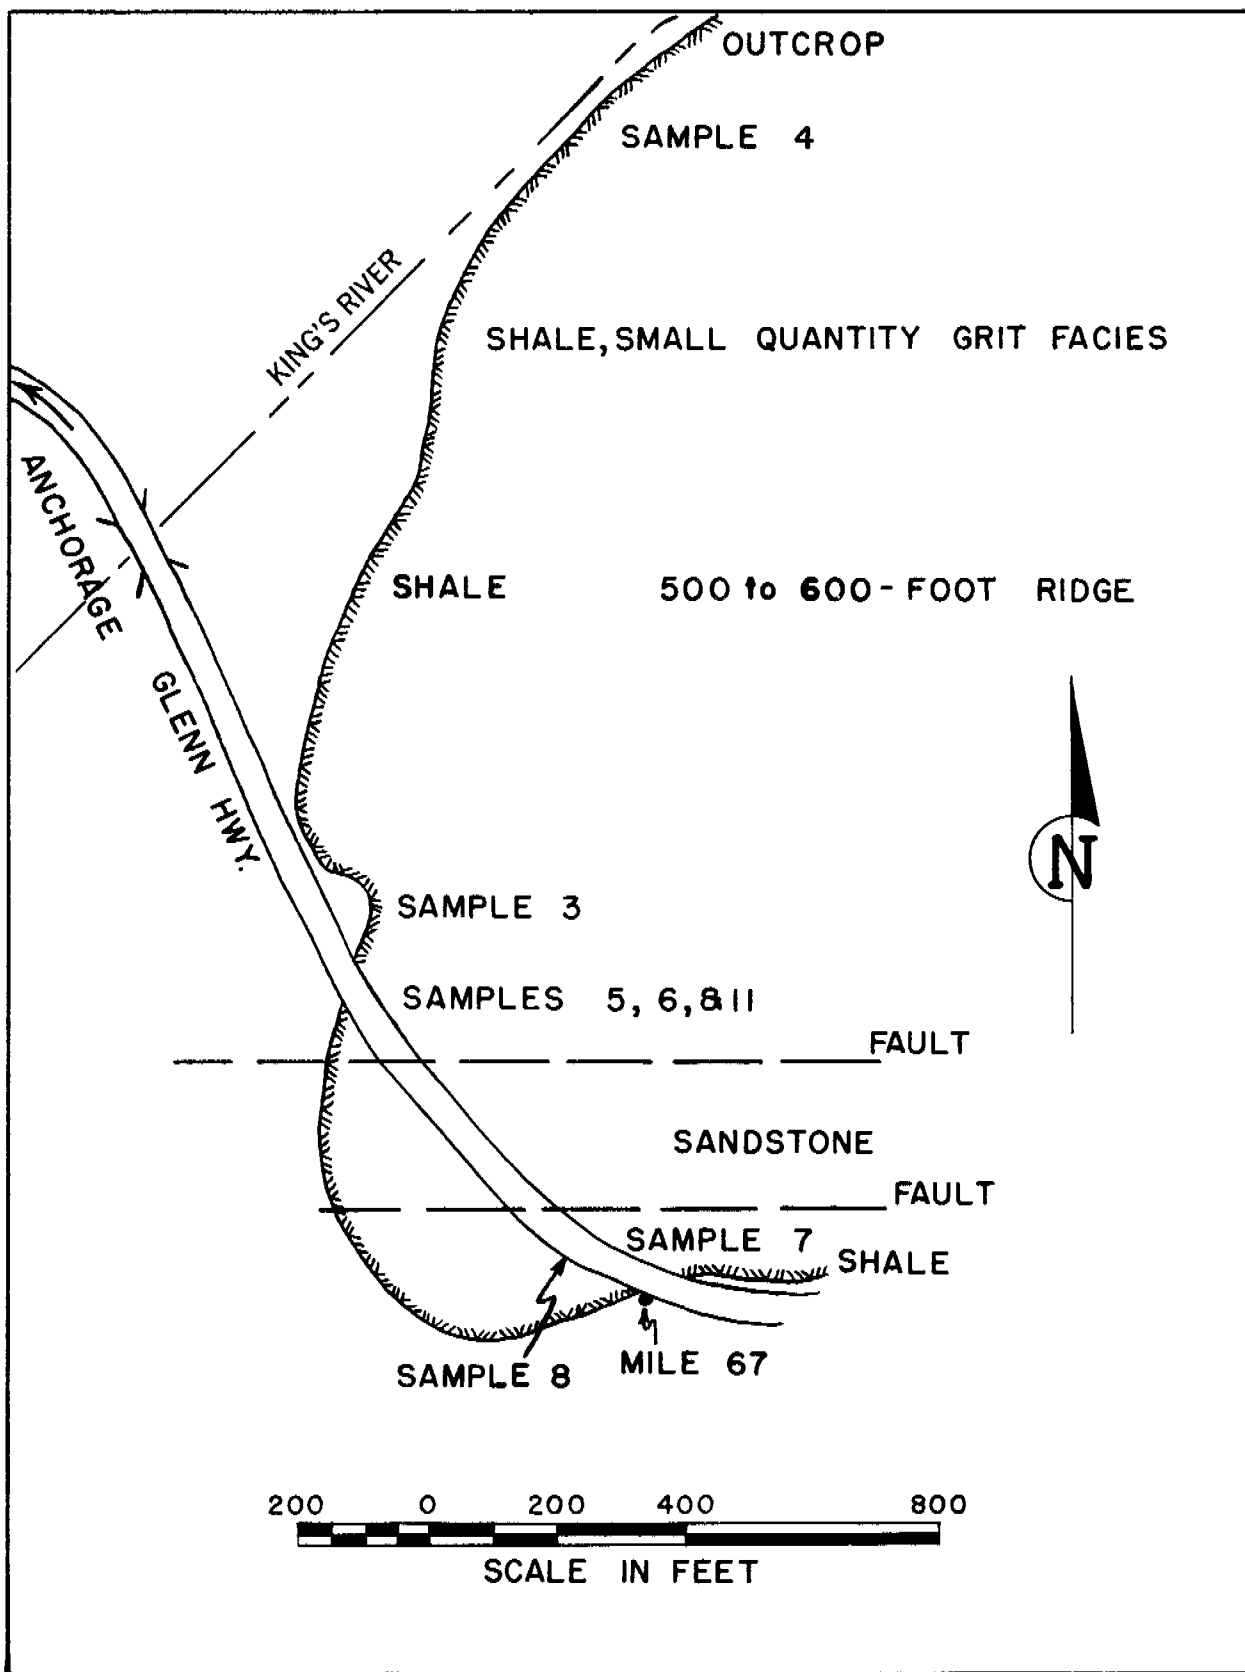 OUTCROP
SAMPLE 4
KING'S RIVER
SHALE, SMALL QUANTITY GRIT FACIES
ANCHORAGE
SHALE
500 to 600-FOOT RIDGE
GLENN HWY.
N
SAMPLE 3
SAMPLES 5, 6, & 11
FAULT
SANDSTONE
FAULT
SAMPLE 7
SHALE
SAMPLE 8
MILE 67
200 0 200 400 800
SCALE IN FEET